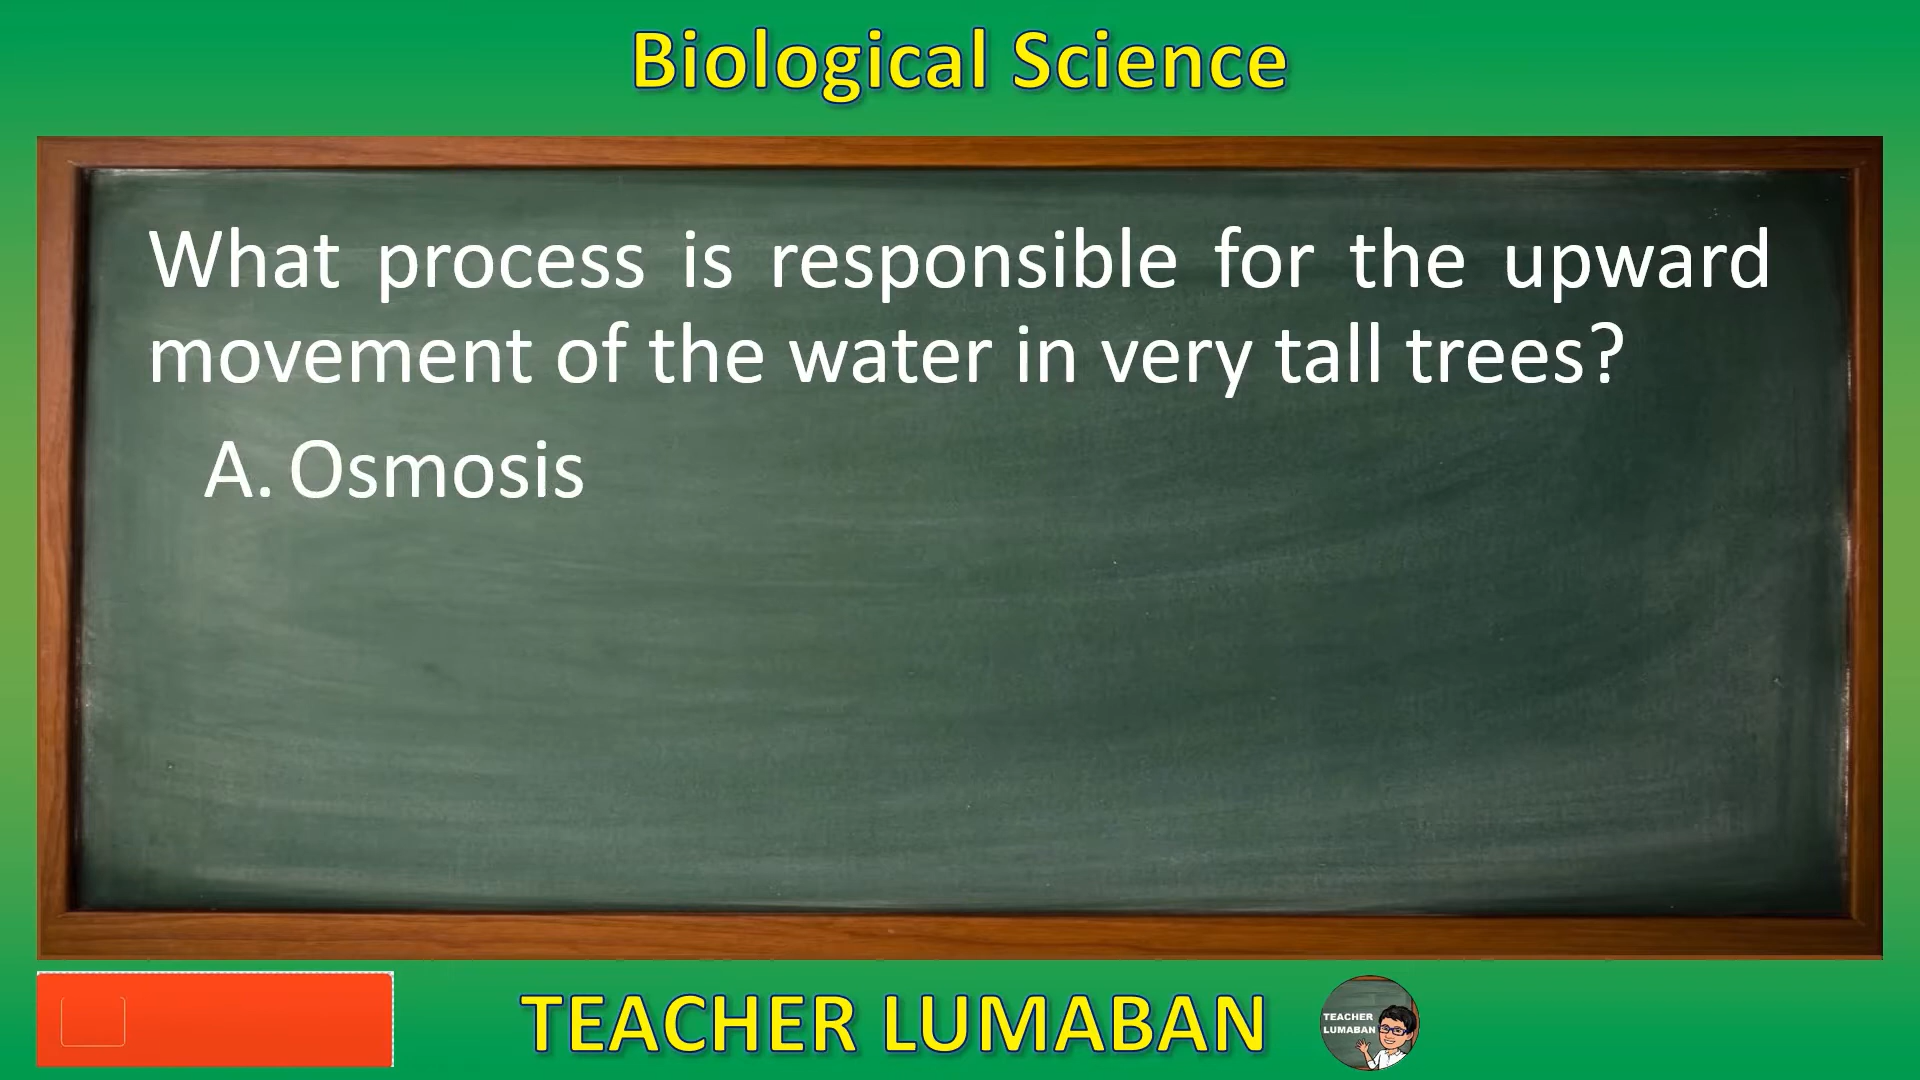 Biological Science
What process is responsible for the upward
movement of the water in very tall trees?
A. Osmosis
TEACHER LUMABAN
TEACHER
LUMABAN